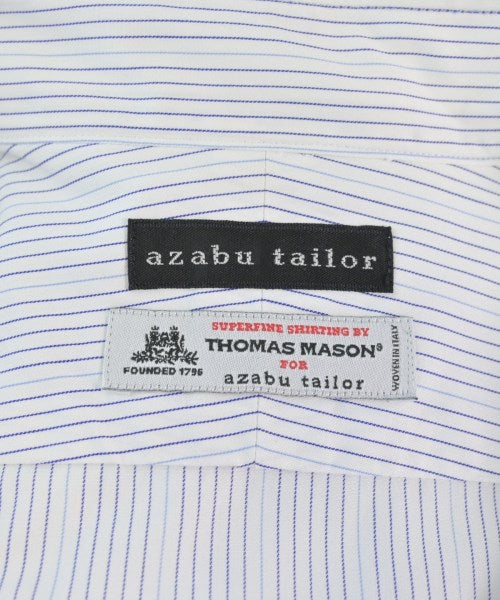 azabu tailor
SUPERFINE SHIRTING BY
THOMAS MASON®
FOR
azabu tailor
FOUNDED 1796
WOVEN IN ITALY